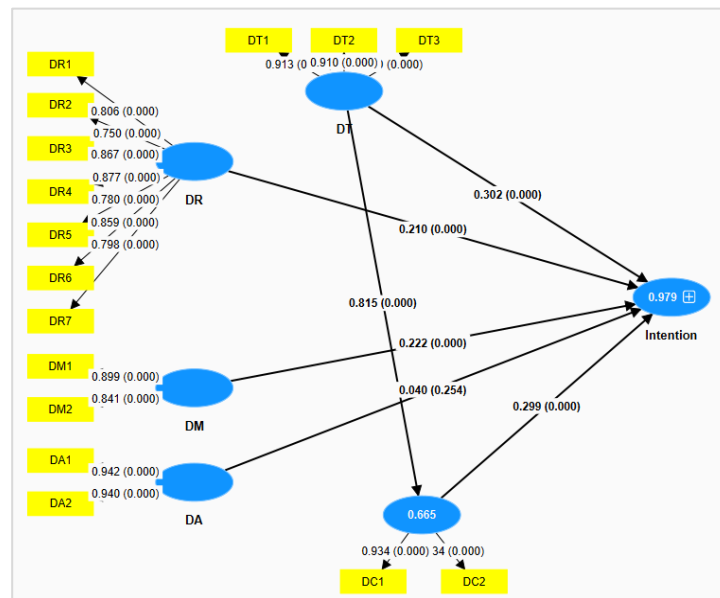 DT1
DT2
DT3
0.913 (0
0.910 (0.000)
(0.000)
DT
DR1
DR2
DR3
DR4
DR5
DR6
DR7
0.806 (0.000)
0.750 (0.000)
0.867 (0.000)
0.877 (0.000)
0.780 (0.000)
0.859 (0.000)
0.798 (0.000)
DR
0.302 (0.000)
0.210 (0.000)
0.815 (0.000)
0.979
Intention
0.222 (0.000)
0.040 (0.254)
0.299 (0.000)
DM1
DM2
0.899 (0.000)
0.841 (0.000)
DM
DA1
DA2
0.942 (0.000)
0.940 (0.000)
DA
0.665
0.934 (0.000)
34 (0.000)
DC1
DC2